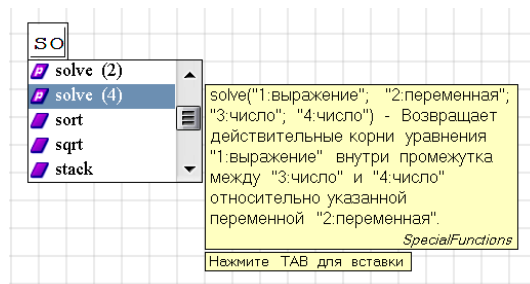 so
solve (2)
solve (4)
sort
sqrt
stack
solve("1:выражение"; "2:переменная";
"3:число"; "4:число") - Возвращает
действительные корни уравнения
"1:выражение" внутри промежутка
между "3:число" и "4:число"
относительно указанной
переменной "2:переменная".
SpecialFunctions
Нажмите TAB для вставки